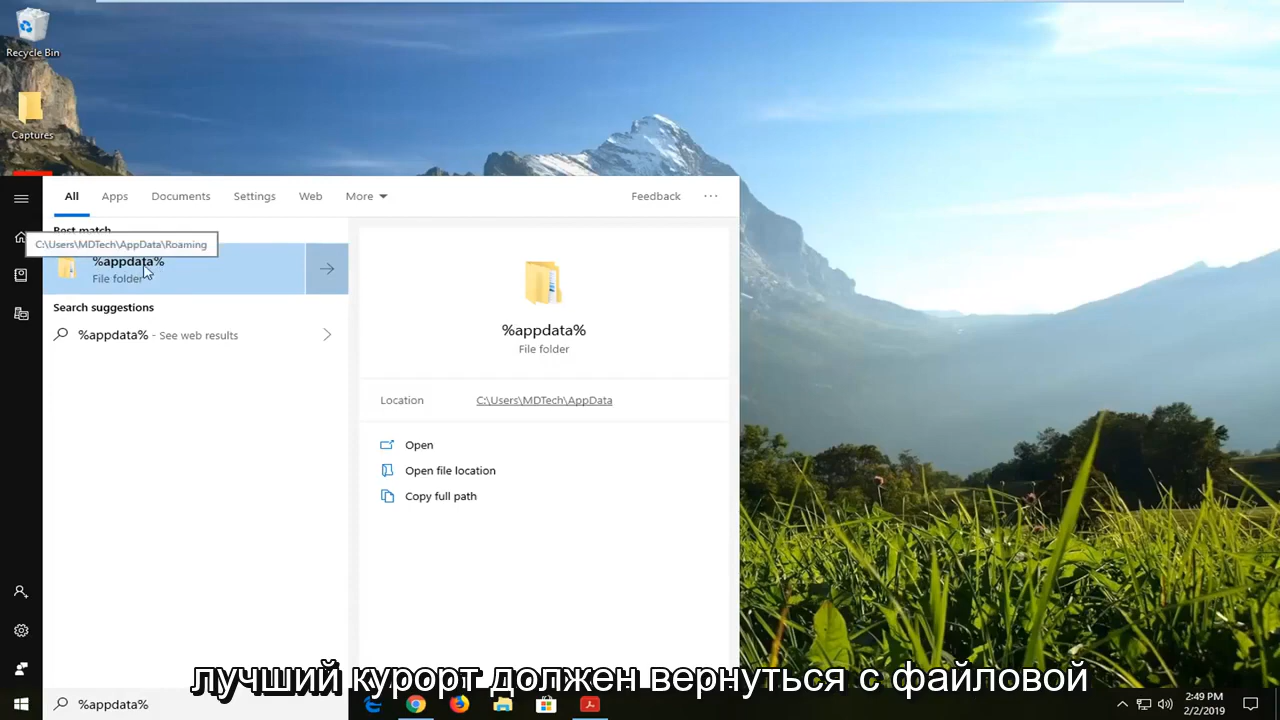 Recycle Bin
Captures
All Apps Documents Settings Web More Feedback ...
Best match
C:\Users\MDTech\AppData\Roaming
%appdata%
File folder
Search suggestions
%appdata% - See web results
%appdata%
File folder
Location C:\Users\MDTech\AppData
Open
Open file location
Copy full path
лучший курорт должен вернуться с файловой
%appdata%
2:49 PM
2/2/2019